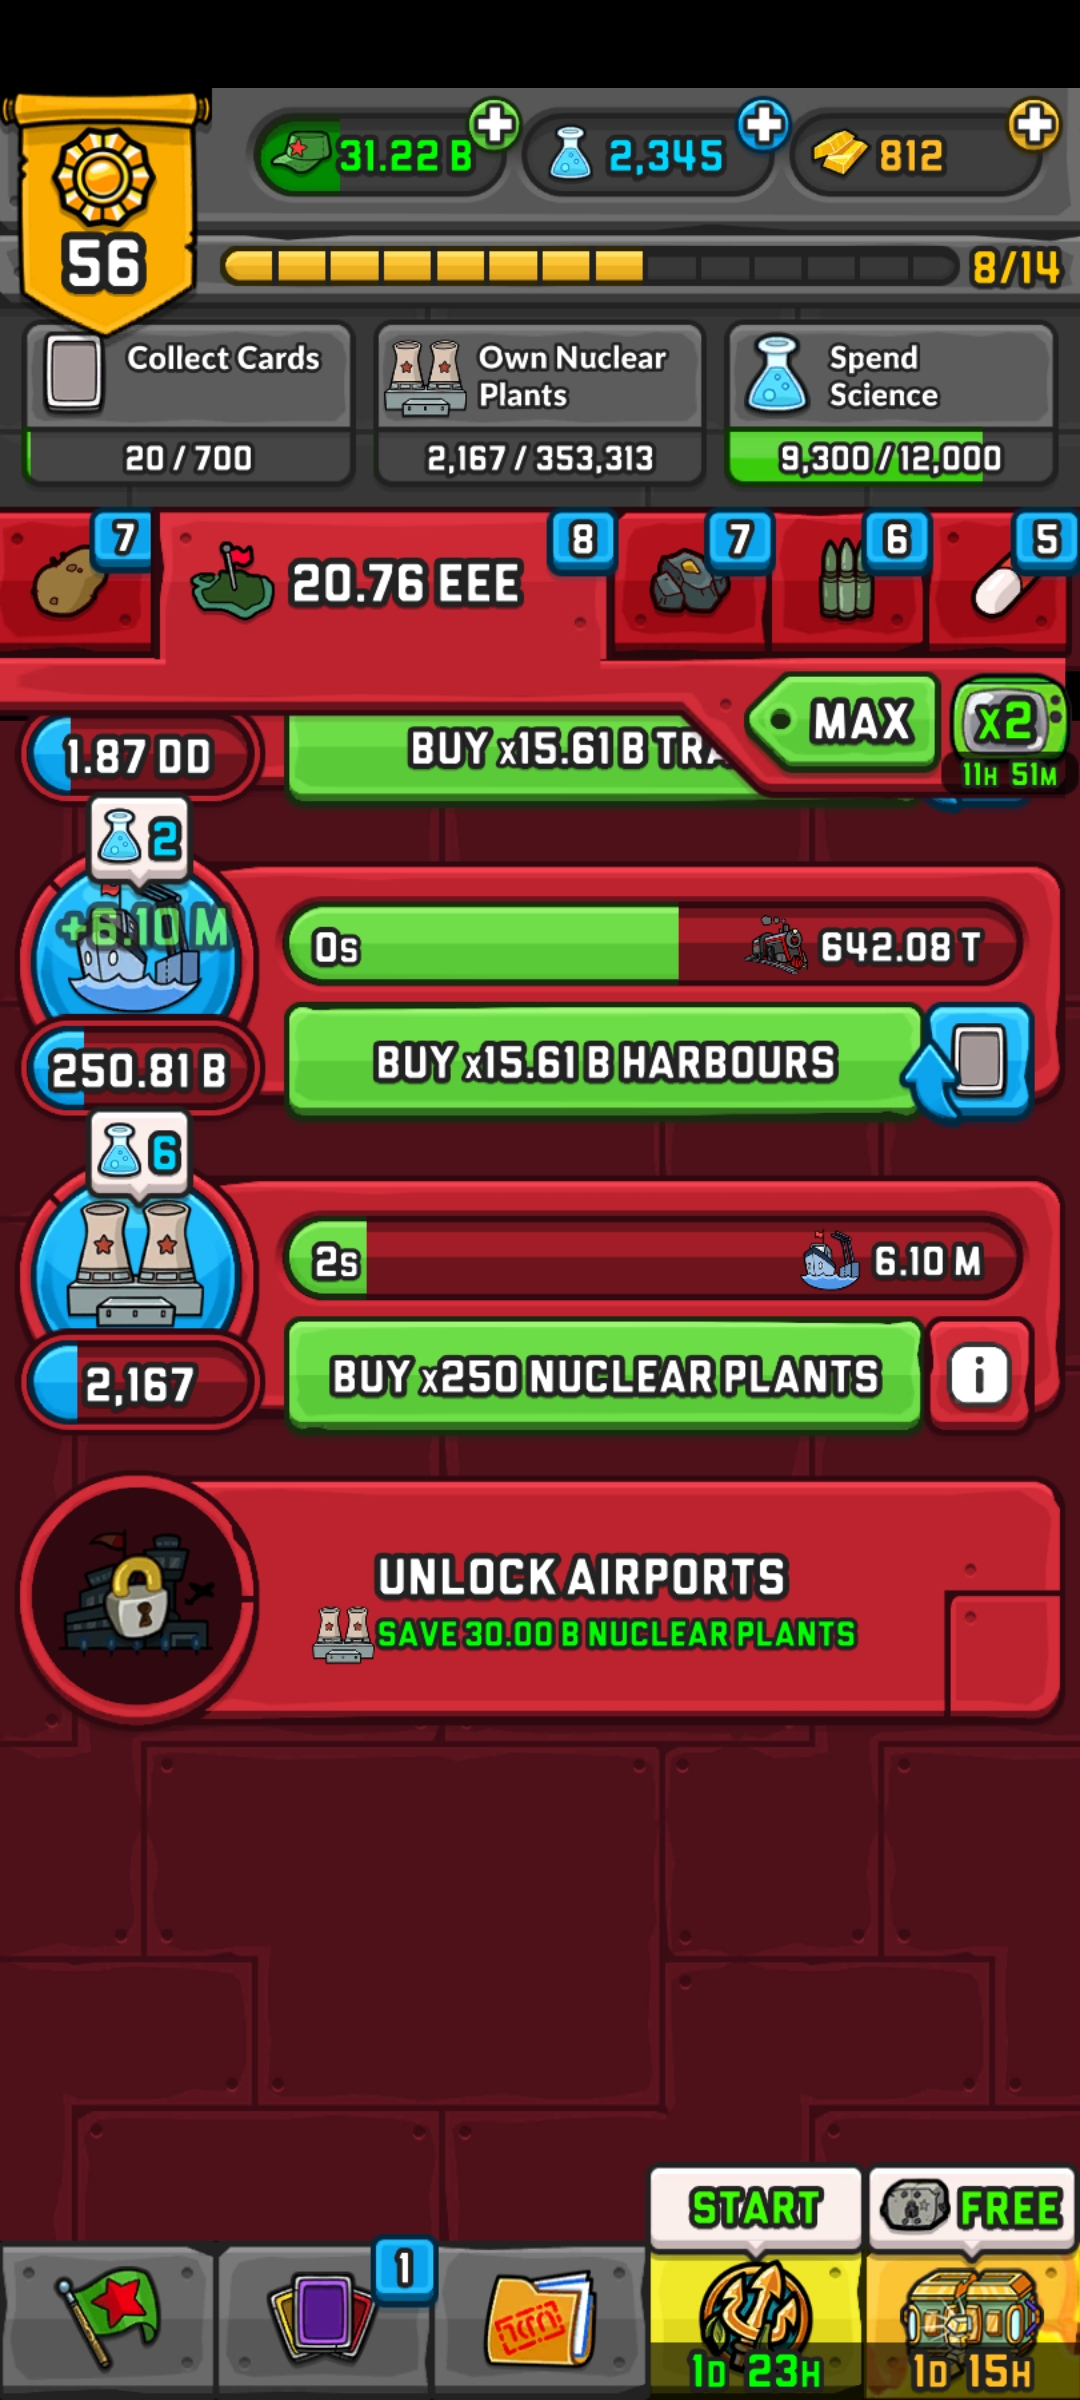 31.22 B
2,345
812
56
8/14
Collect Cards
20 / 700
Own Nuclear
Plants
2,167 / 353,313
Spend
Science
9,300 / 12,000
7
20.76 EEE
8
7
6
5
MAX
x2
11H 51M
1.87 DD
BUY x15.61 B TRA
2
+6.10 M
0s
642.08 T
250.81 B
BUY x15.61 B HARBOURS
6
2s
6.10 M
2,167
BUY x250 NUCLEAR PLANTS
i
UNLOCK AIRPORTS
SAVE 30.00 B NUCLEAR PLANTS
START
FREE
1
1D 23H
1D 15H